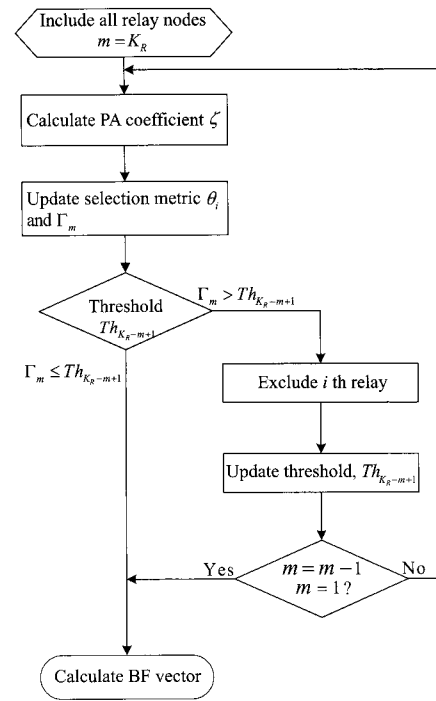 Include all relay nodes
m = K_R
Calculate PA coefficient ζ
Update selection metric θ_i
and Γ_m
Threshold
Th_{K_R−m+1}
Γ_m > Th_{K_R−m+1}
Γ_m ≤ Th_{K_R−m+1}
Exclude i th relay
Update threshold, Th_{K_R−m+1}
Yes
m = m−1
m = 1?
No
Calculate BF vector